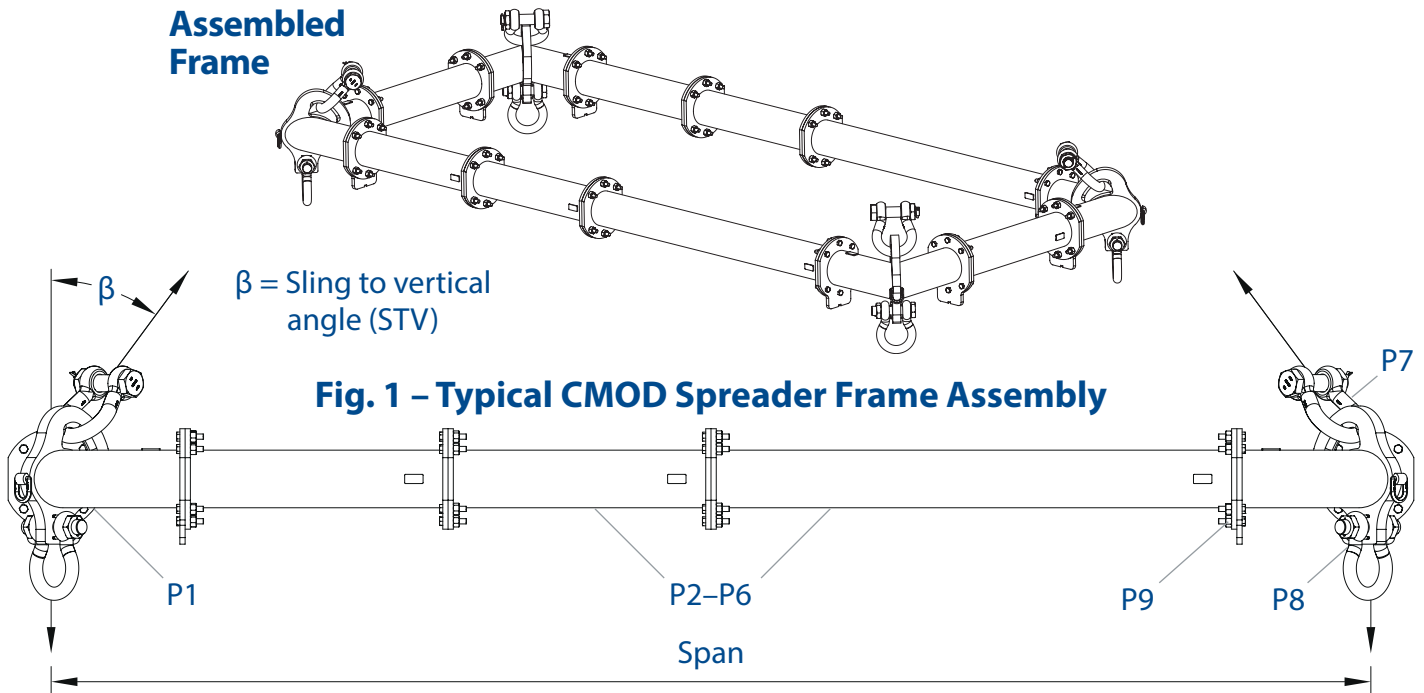 Assembled
Frame
β
β = Sling to vertical
angle (STV)
P7
Fig. 1 – Typical CMOD Spreader Frame Assembly
P1
P2–P6
P9
P8
Span